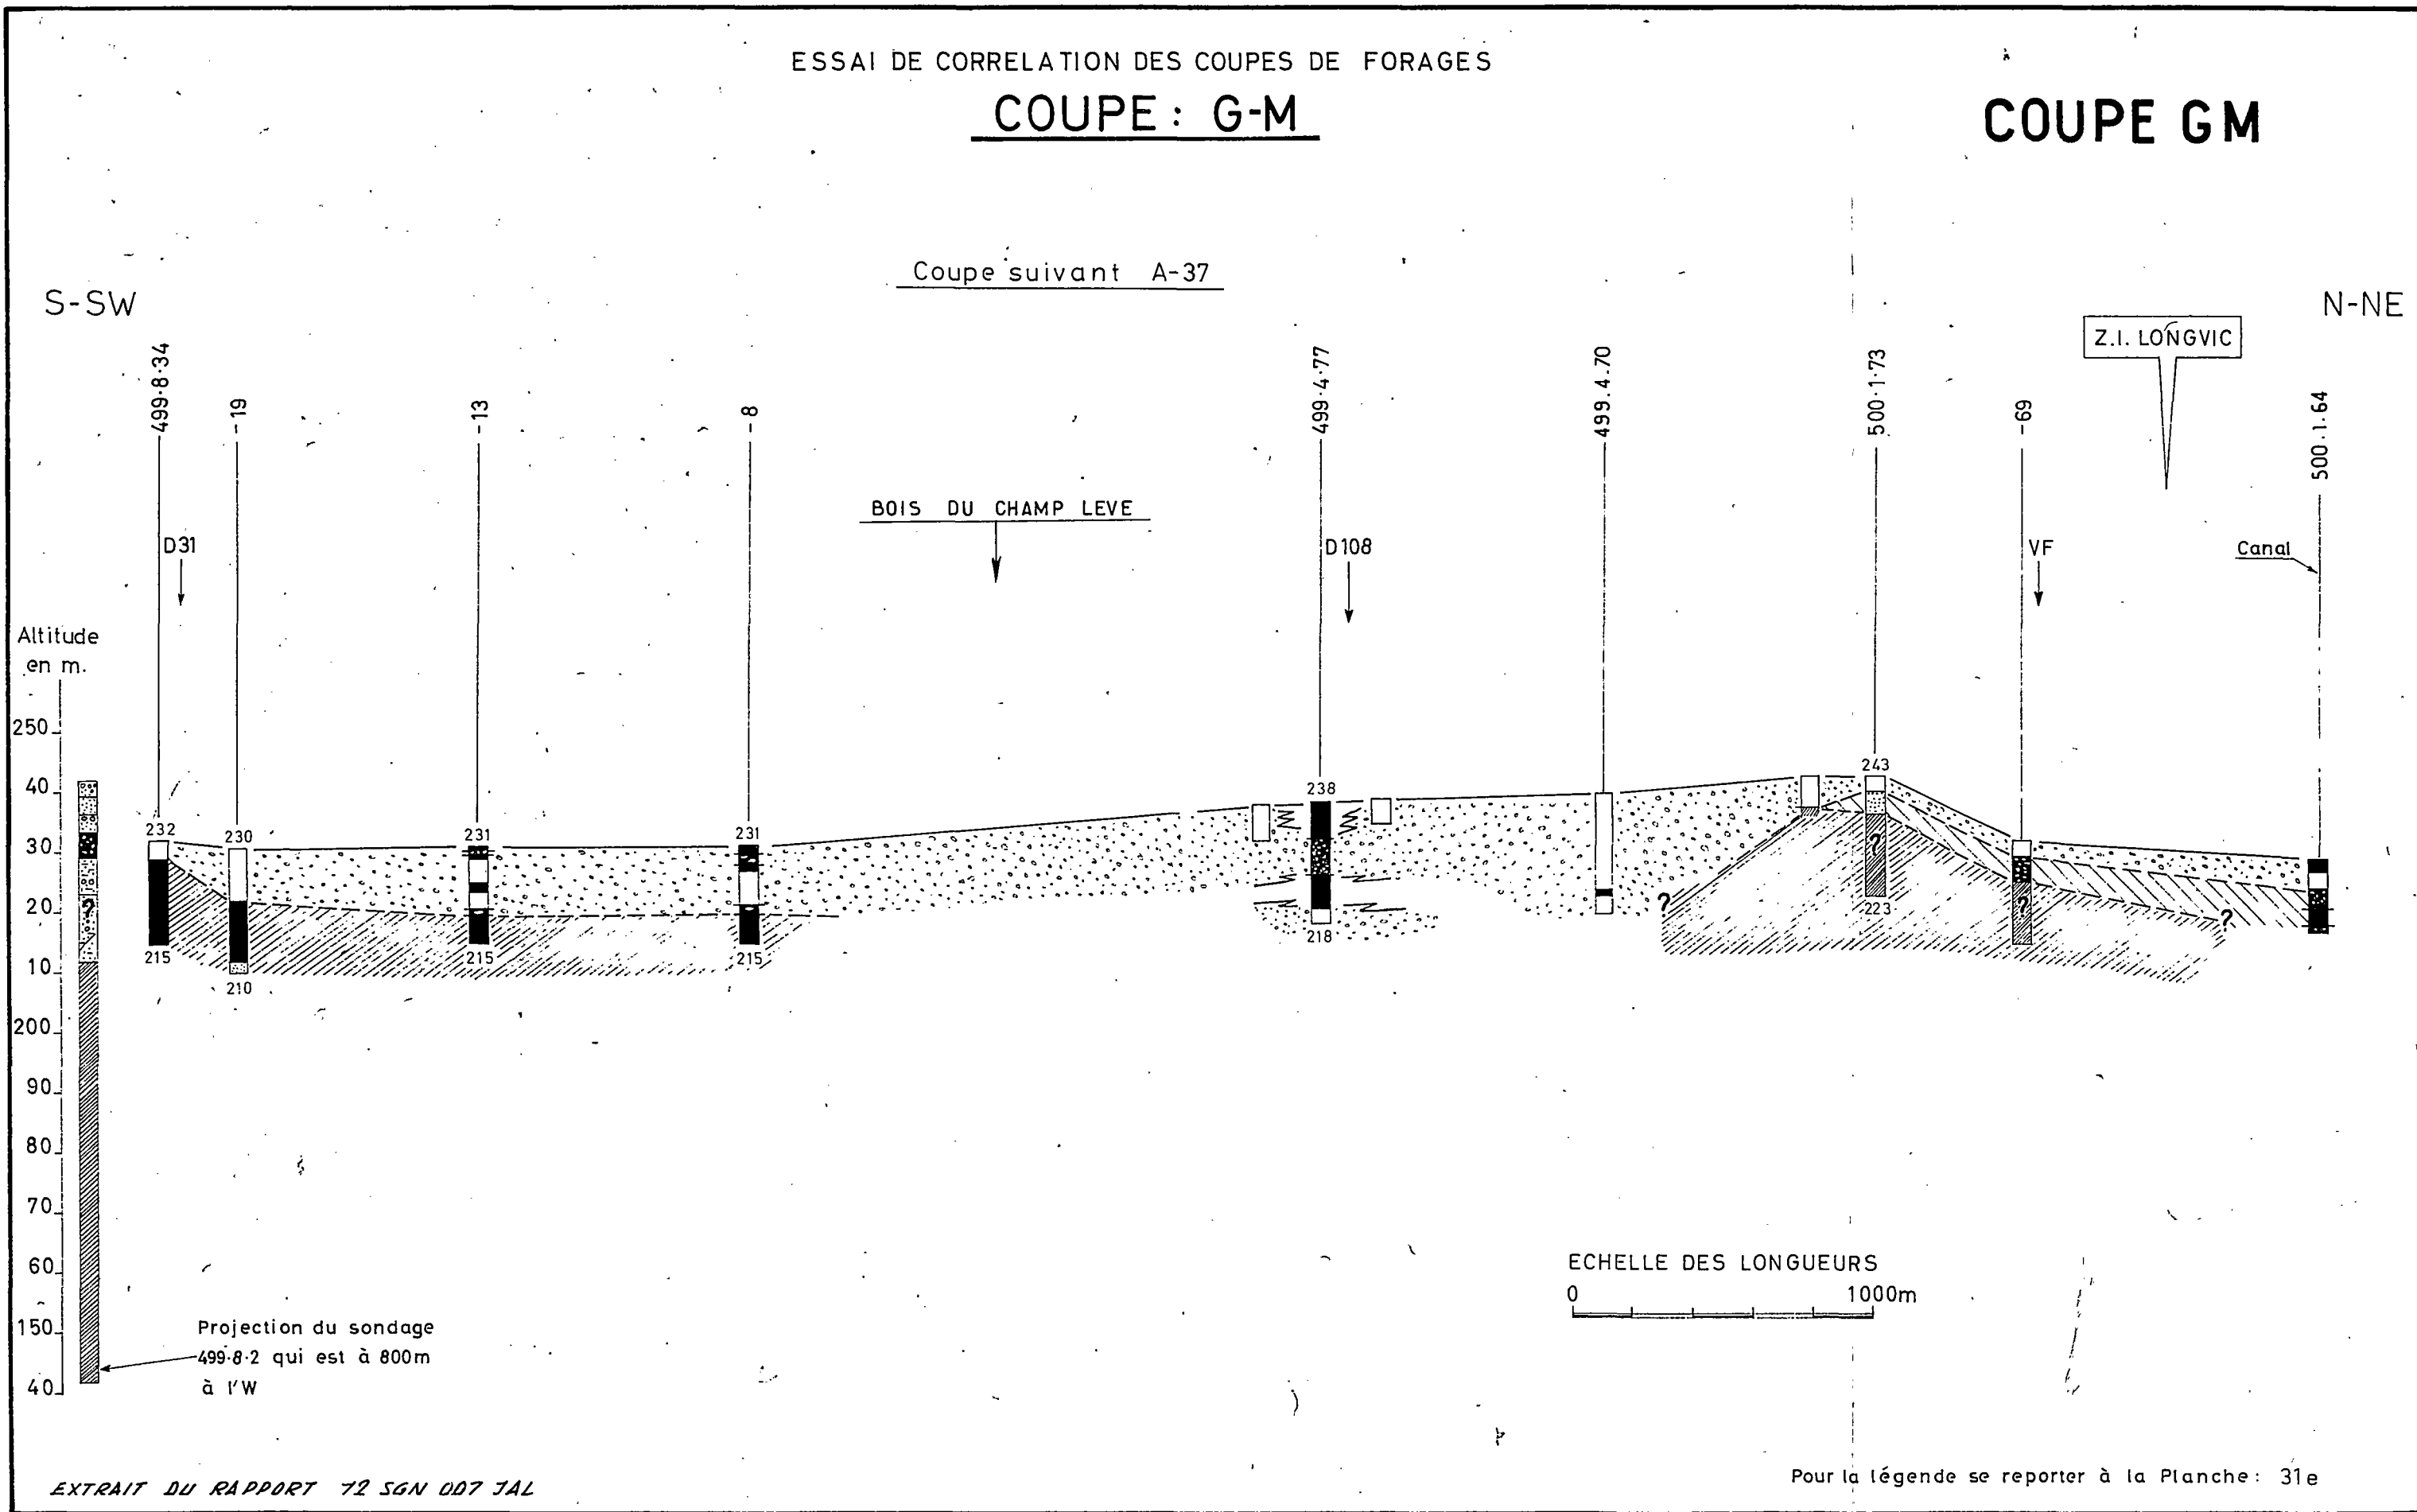 ESSAI DE CORRELATION DES COUPES DE FORAGES
COUPE : G-M
COUPE GM
Coupe suivant A-37
S-SW
N-NE
Z.I. LONGVIC
499·8·34
-19
-13
-8
499·4·77
499.4.70
500·1·73
-69
500.1.64
BOIS DU CHAMP LEVE
D31
D108
VF
Canal
Altitude
en m.
250
40
30
20
10
200
90
80
70
60
150
40
232
230
231
231
238
243
215
210
215
215
218
223
?
?
?
?
?
?
ECHELLE DES LONGUEURS
0 1000m
Projection du sondage
499·8·2 qui est à 800m
à l'W
EXTRAIT DU RAPPORT 72 SGN 007 JAL
Pour la légende se reporter à la Planche : 31e